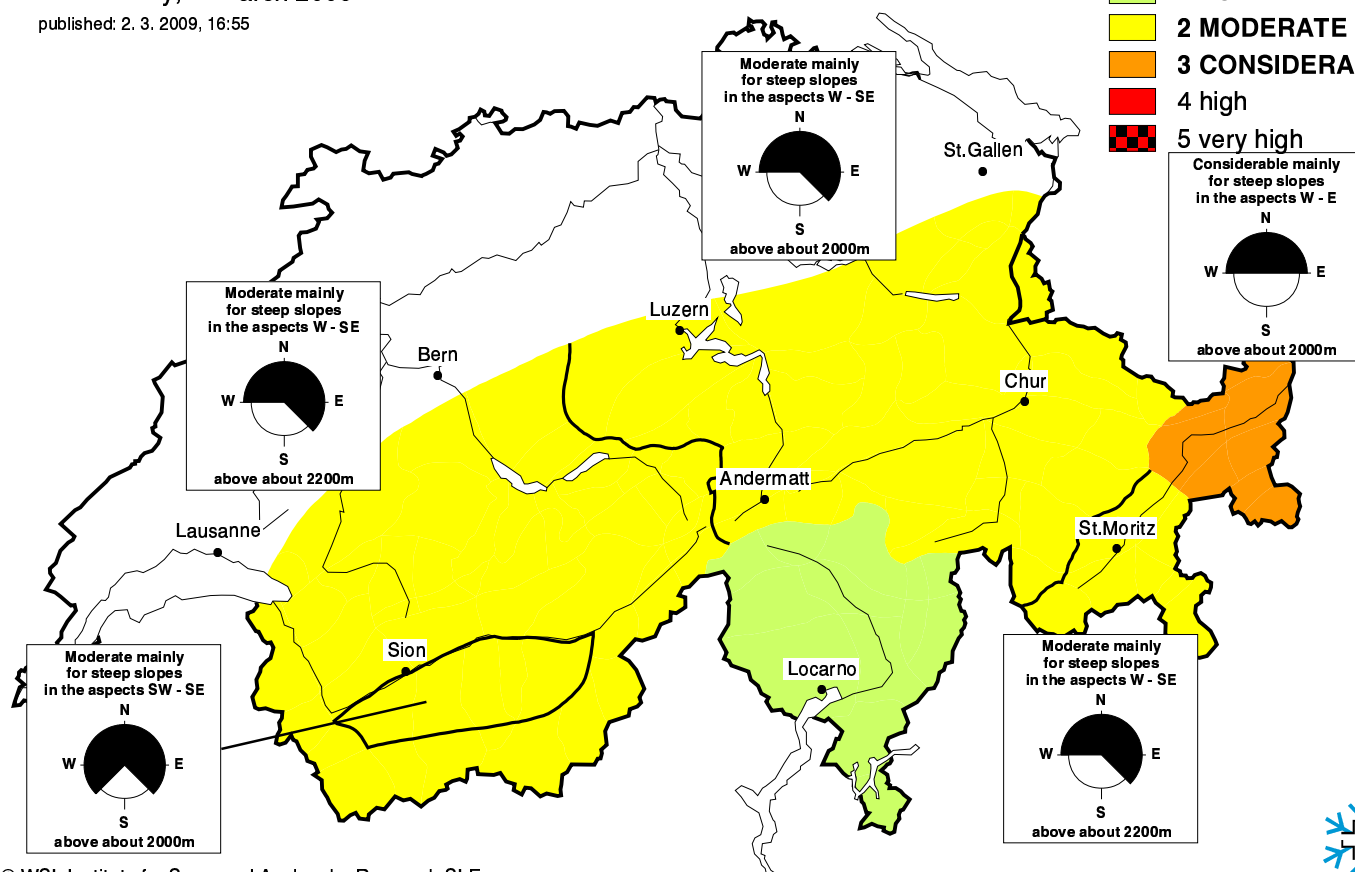 published: 2. 3. 2009, 16:55
2 MODERATE
3 CONSIDERA
4 high
5 very high
Moderate mainly
for steep slopes
in the aspects W - SE
N
W
E
S
above about 2000m
St.Gallen
Considerable mainly
for steep slopes
in the aspects W - E
N
W
E
S
above about 2000m
Moderate mainly
for steep slopes
in the aspects W - SE
N
W
E
S
above about 2200m
Luzern
Bern
Chur
Andermatt
Lausanne
St.Moritz
Sion
Locarno
Moderate mainly
for steep slopes
in the aspects SW - SE
N
W
E
S
above about 2000m
Moderate mainly
for steep slopes
in the aspects W - SE
N
W
E
S
above about 2200m